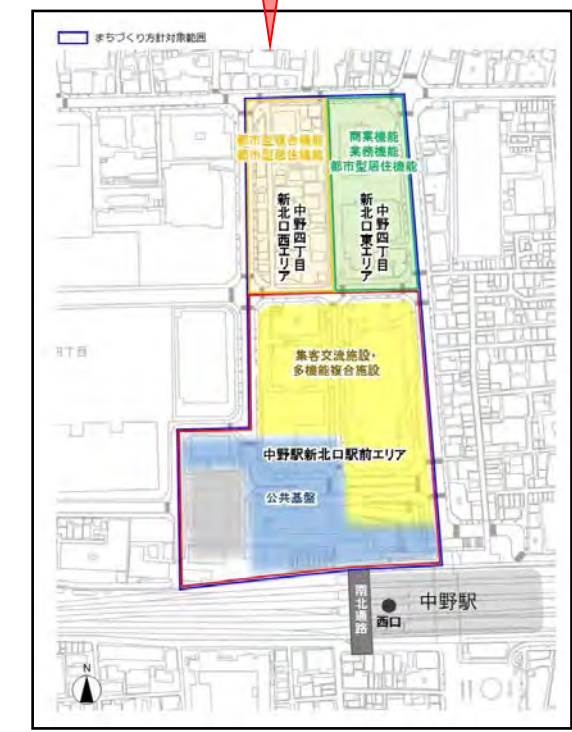 まちづくり方針対象範囲
都市型複合機能
都市型居住機能
商業機能
業務機能
都市型居住機能
中野四丁目
新北口西エリア
中野四丁目
新北口東エリア
集客交流施設・
多機能複合施設
丁目
中野駅新北口駅前エリア
公共基盤
南北通路
西口
中野駅
N